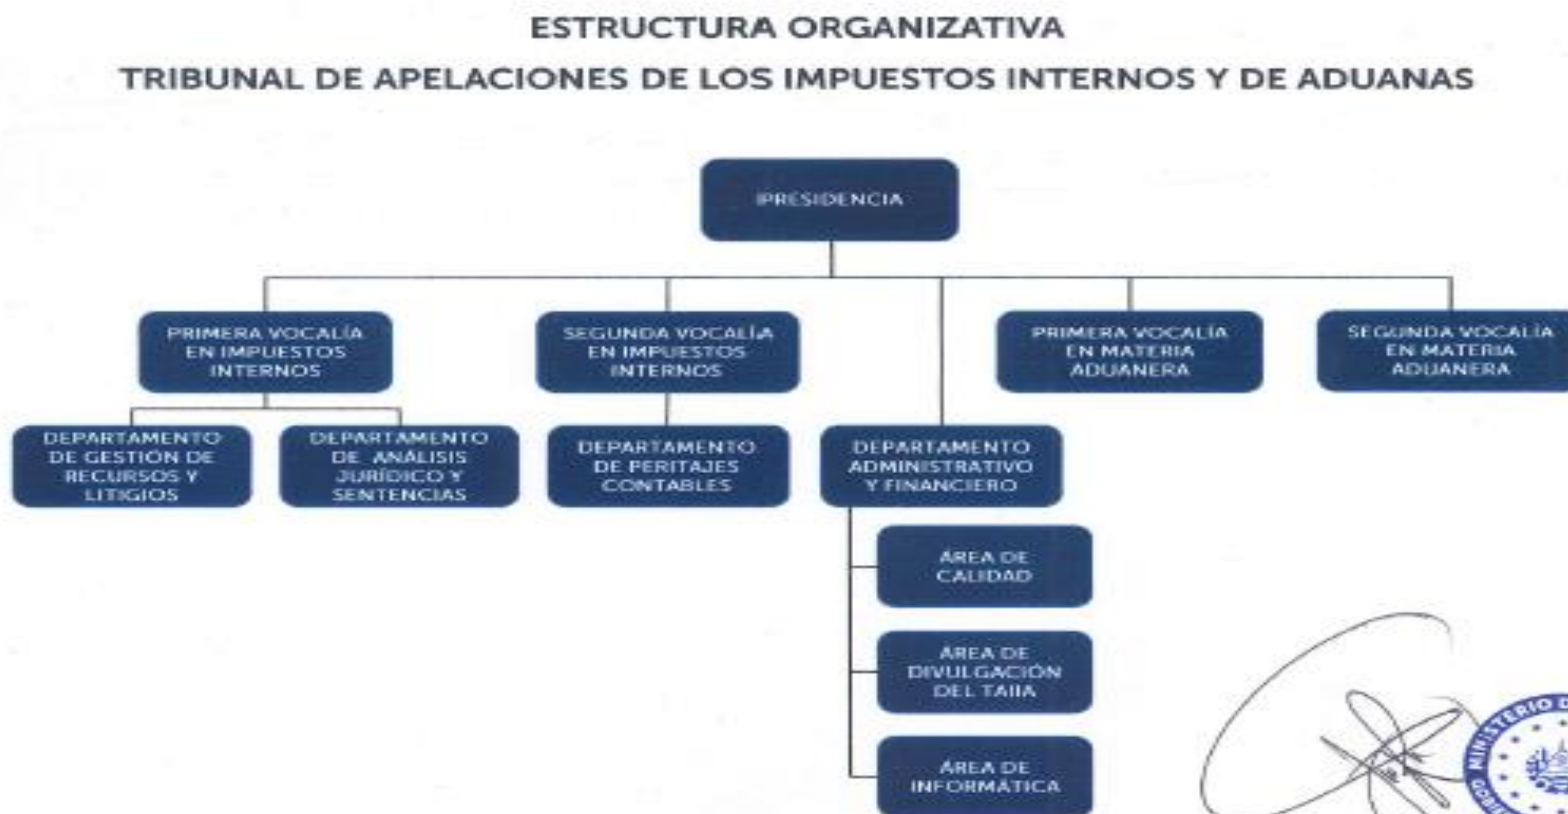 ESTRUCTURA ORGANIZATIVA
TRIBUNAL DE APELACIONES DE LOS IMPUESTOS INTERNOS Y DE ADUANAS
PRESIDENCIA
PRIMERA VOCALÍA
EN IMPUESTOS
INTERNOS
SEGUNDA VOCALÍA
EN IMPUESTOS
INTERNOS
PRIMERA VOCALÍA
EN MATERIA
ADUANERA
SEGUNDA VOCALÍA
EN MATERIA
ADUANERA
DEPARTAMENTO
DE GESTIÓN DE
RECURSOS Y
LITIGIOS
DEPARTAMENTO
DE ANÁLISIS
JURÍDICO Y
SENTENCIAS
DEPARTAMENTO
DE PERITAJES
CONTABLES
DEPARTAMENTO
ADMINISTRATIVO
Y FINANCIERO
ÁREA DE
CALIDAD
ÁREA DE
DIVULGACIÓN
DEL TAIIA
ÁREA DE
INFORMÁTICA
MINISTERIO